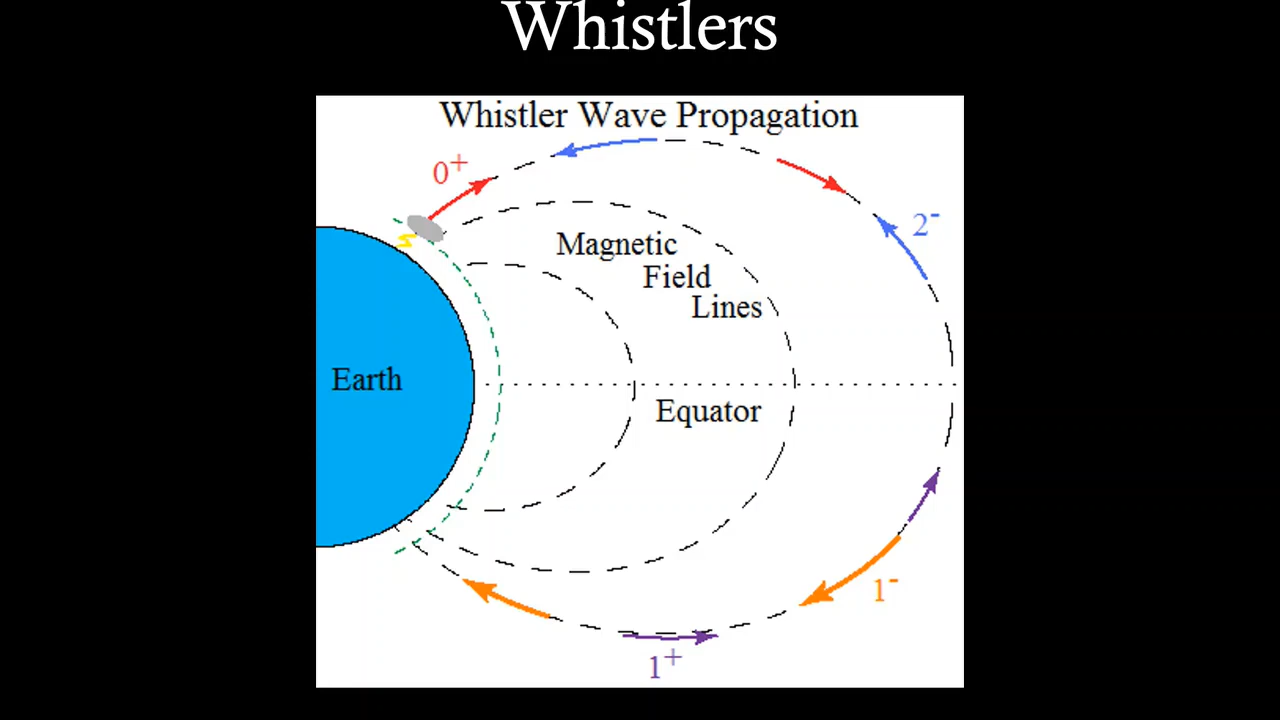 Whistlers
Whistler Wave Propagation
0+
2-
Magnetic
Field
Lines
Earth
Equator
1-
1+